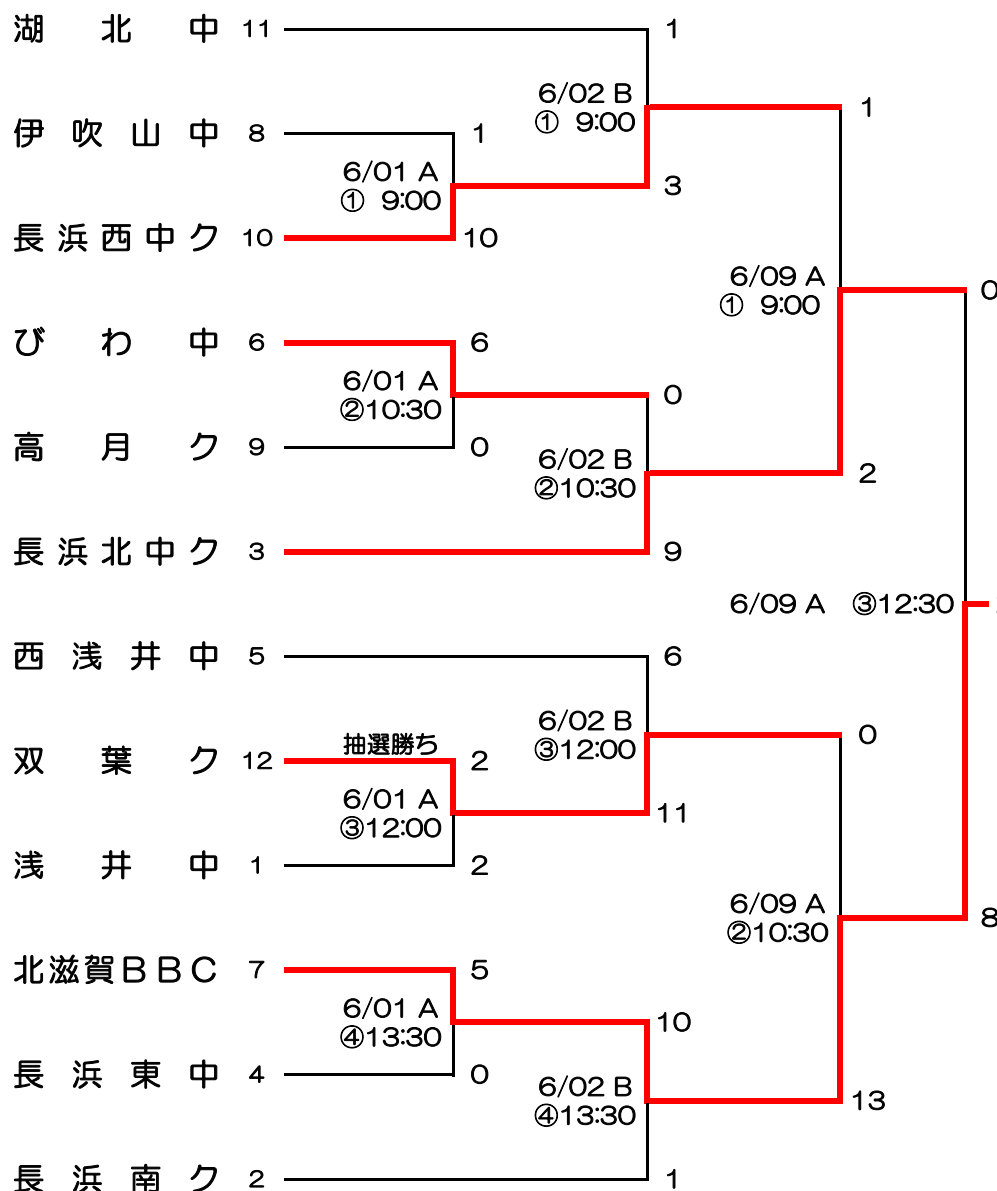 湖北中 11 1
6/02 B
① 9:00
1
伊吹山中 8 1
6/01 A
① 9:00
3
長浜西中ク 10 10
6/09 A
① 9:00
0
びわ中 6 6
6/01 A
②10:30
0
高月ク 9 0
6/02 B
②10:30
2
長浜北中ク 3 9
6/09 A ③12:30
西浅井中 5 6
6/02 B
③12:00
0
抽選勝ち
双葉ク 12 2
6/01 A
③12:00
11
浅井中 1 2
6/09 A
②10:30
8
北滋賀BBC 7 5
6/01 A
④13:30
10
長浜東中 4 0
6/02 B
④13:30
13
長浜南ク 2 1